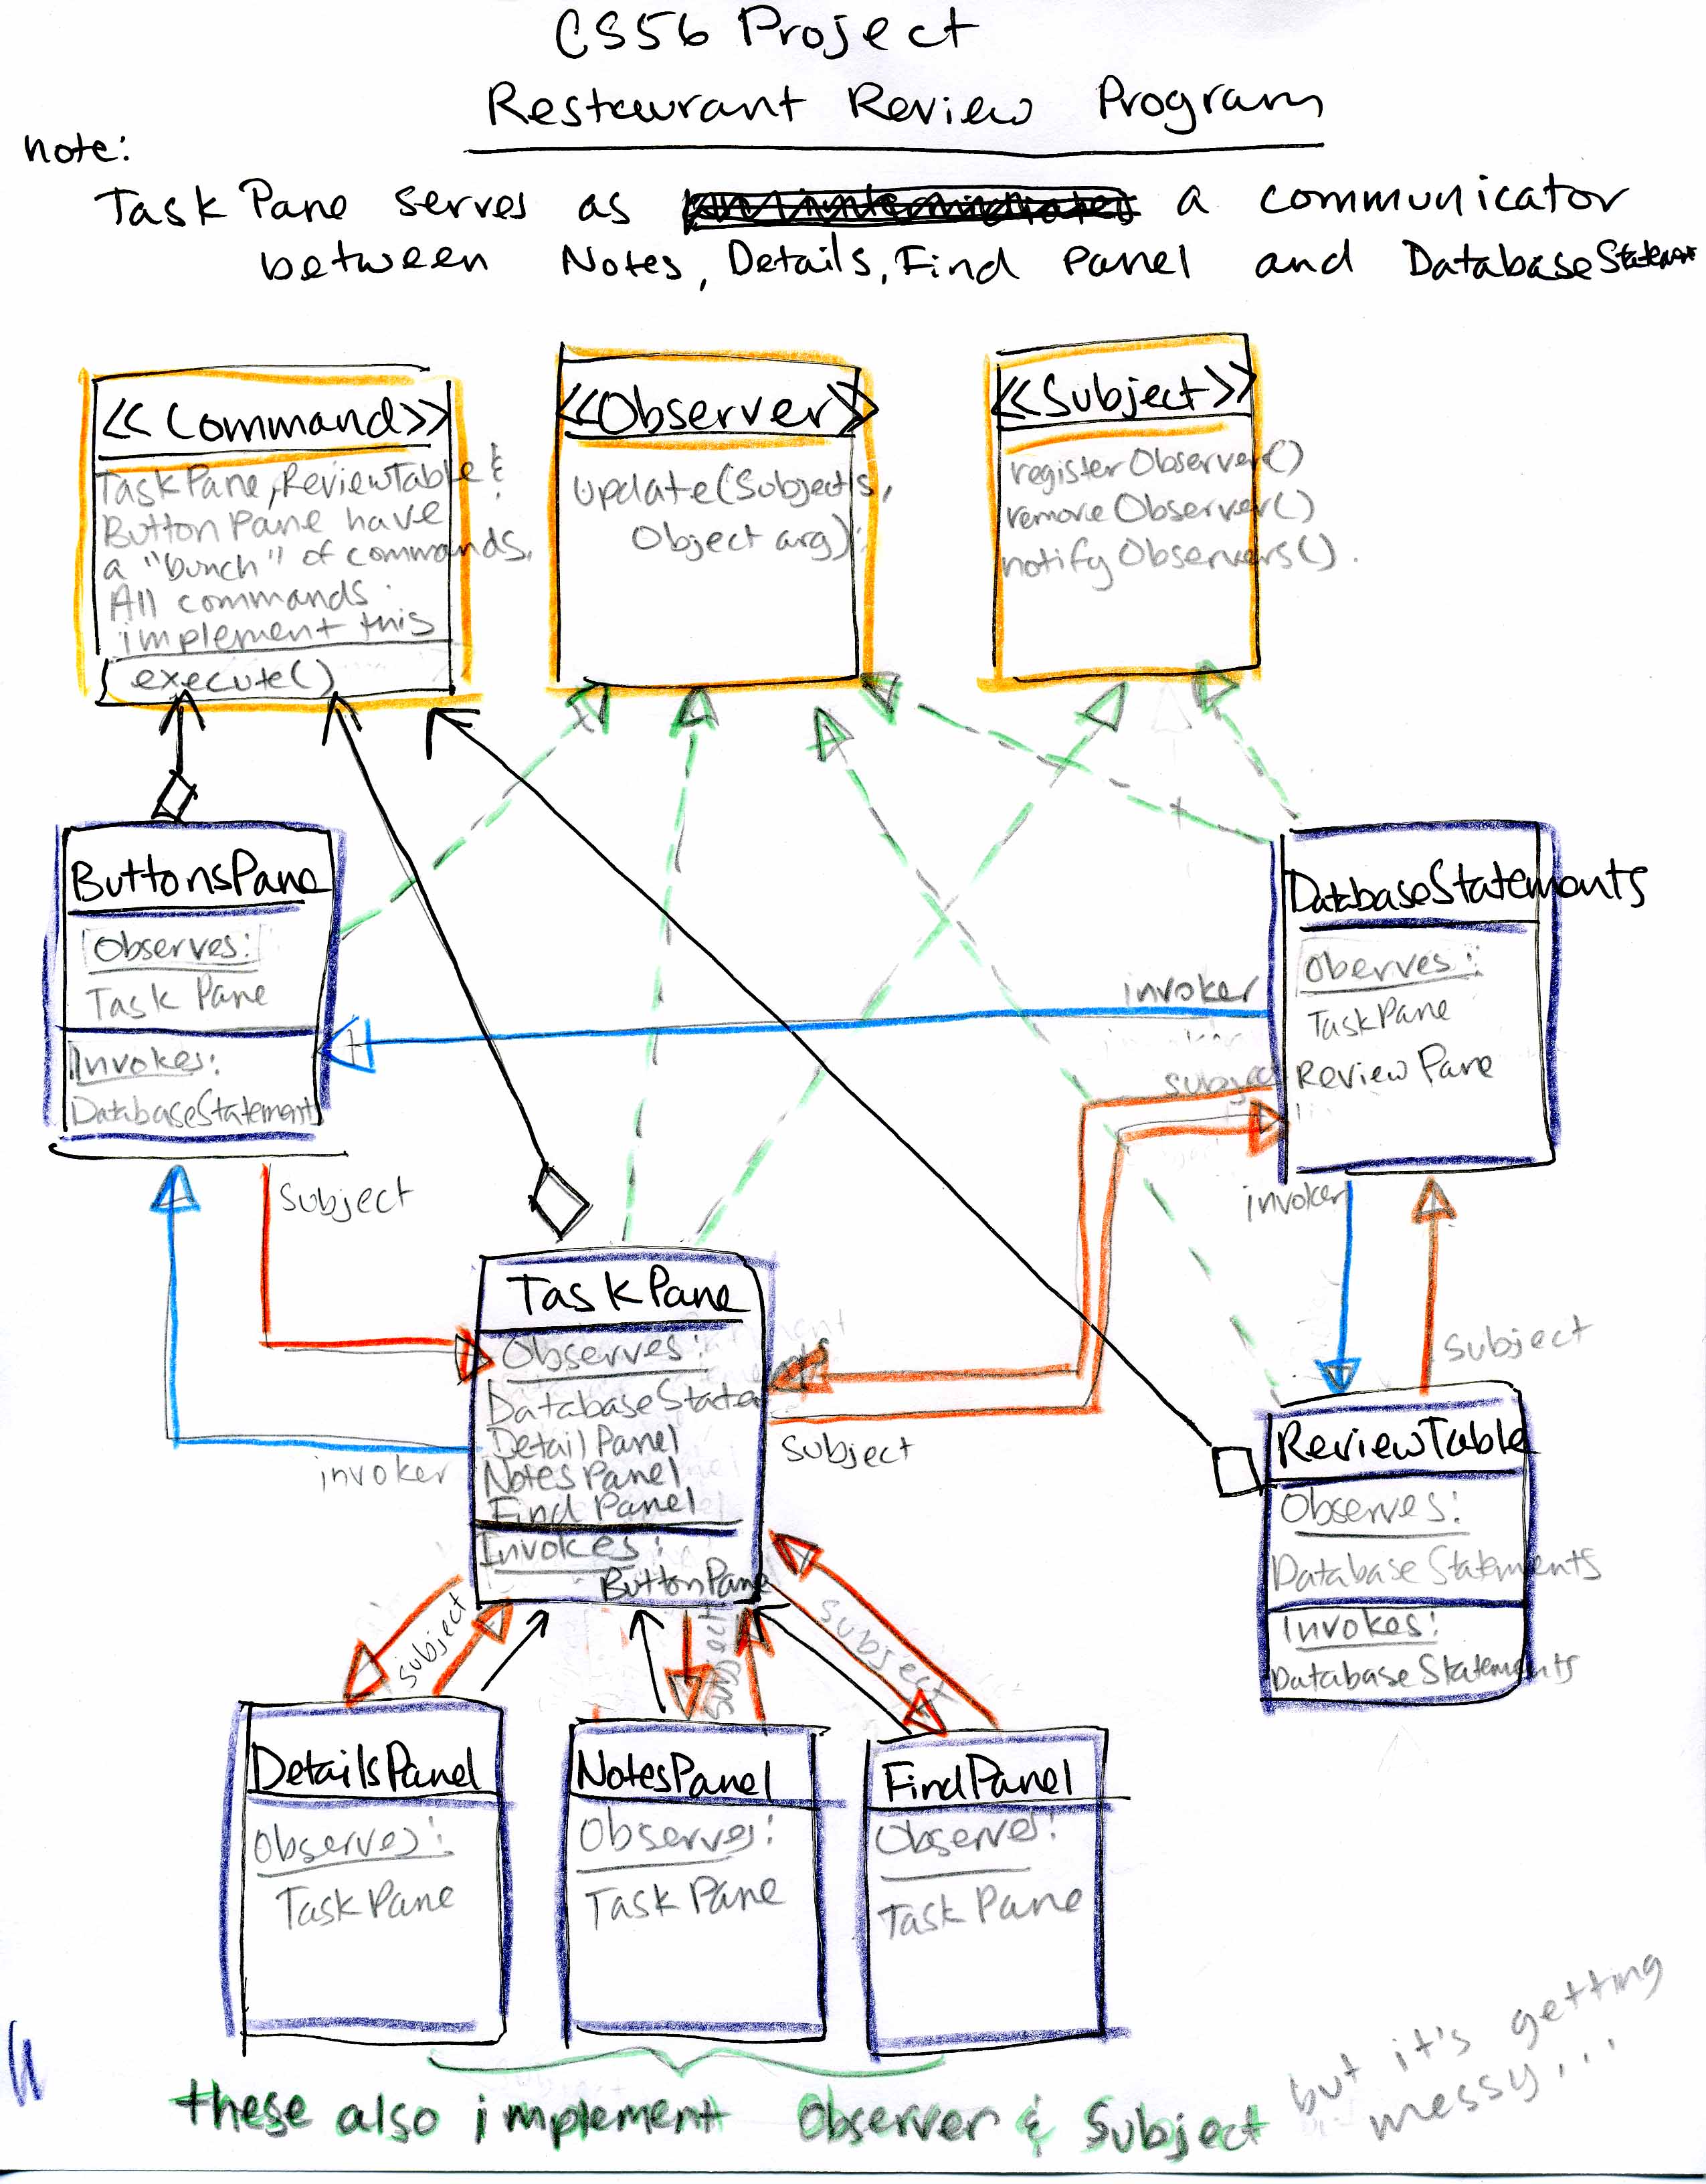 CS56 Project
Restaurant Review Program
note:
Task Pane serves as a communicator
between Notes, Details, Find Panel and Database
<<Command>>
TaskPane, ReviewTable &
Button Pane have
a "bunch" of commands.
All commands
implement this
execute()
<<Observer>>
update(Subject s,
Object arg);
<<Subject>>
registerObserver()
removeObserver()
notifyObservers().
ButtonsPane
Observes:
Task Pane
Invokes:
DatabaseStatements
DatabaseStatements
Oberves:
TaskPane
Review Pane
invoker
subject
subject
invoker
subject
TaskPane
Observes:
DatabaseStatem
Detail Panel
Notes Panel
Find Panel
Invokes:
ButtonPane
invoker
subject
ReviewTable
Observes:
Database Statements
Invokes:
Database Statements
subject
subject
subject
DetailsPanel
Observes:
Task Pane
NotesPanel
Observes:
Task Pane
FindPanel
Observes:
Task Pane
these also implement Observer & Subject
but it's getting
messy...